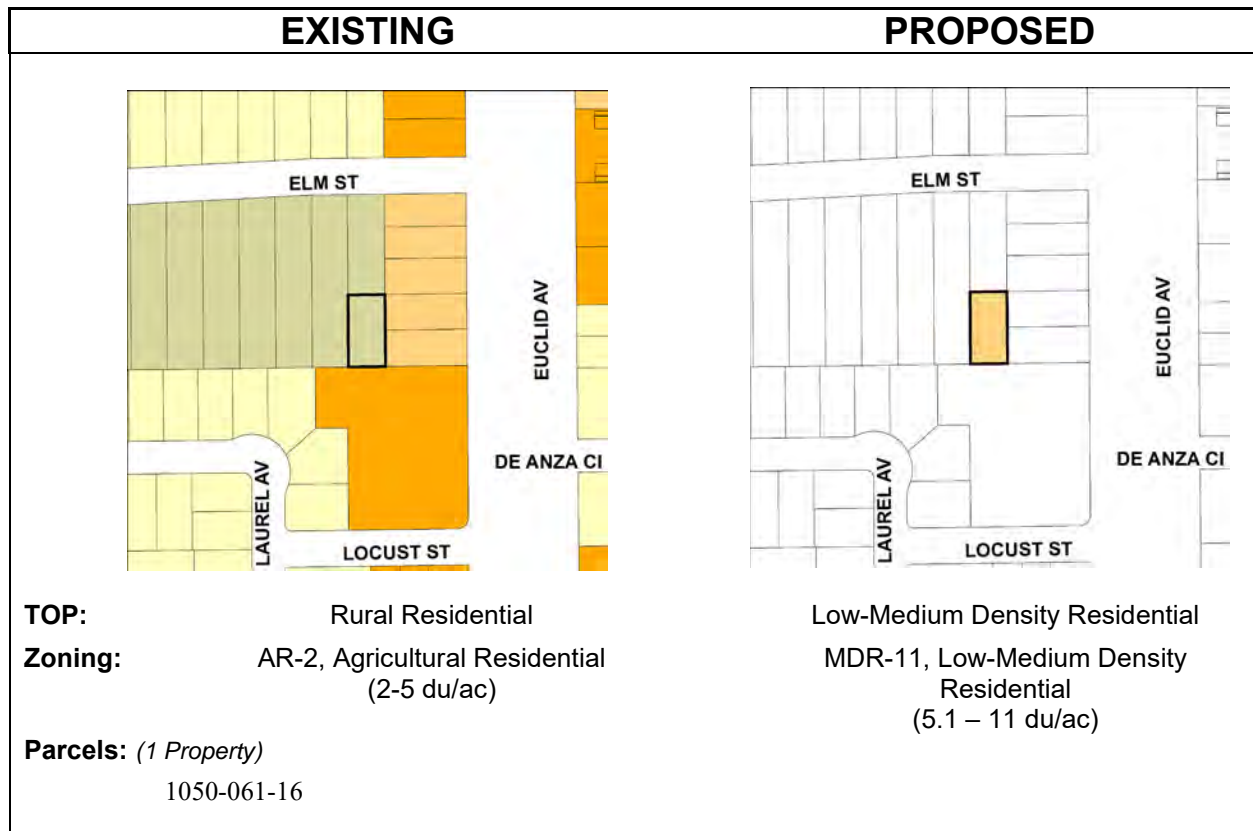 EXISTING
PROPOSED
ELM ST
EUCLID AV
DE ANZA CI
LAUREL AV
LOCUST ST
ELM ST
EUCLID AV
DE ANZA CI
LAUREL AV
LOCUST ST
TOP: Rural Residential Low-Medium Density Residential
Zoning: AR-2, Agricultural Residential MDR-11, Low-Medium Density
(2-5 du/ac) Residential
(5.1 – 11 du/ac)
Parcels: (1 Property)
1050-061-16